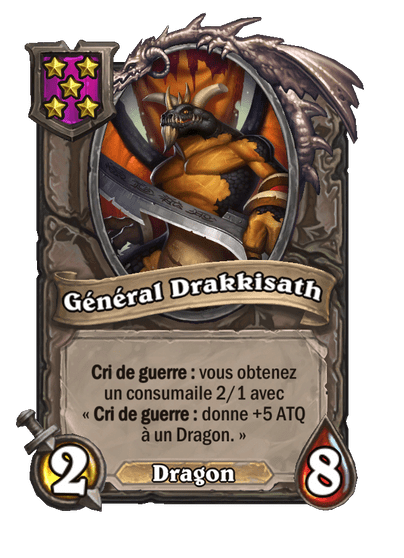 Général Drakkisath
Cri de guerre : vous obtenez
un consumaile 2/1 avec
« Cri de guerre : donne +5 ATQ
à un Dragon. »
2
Dragon
8